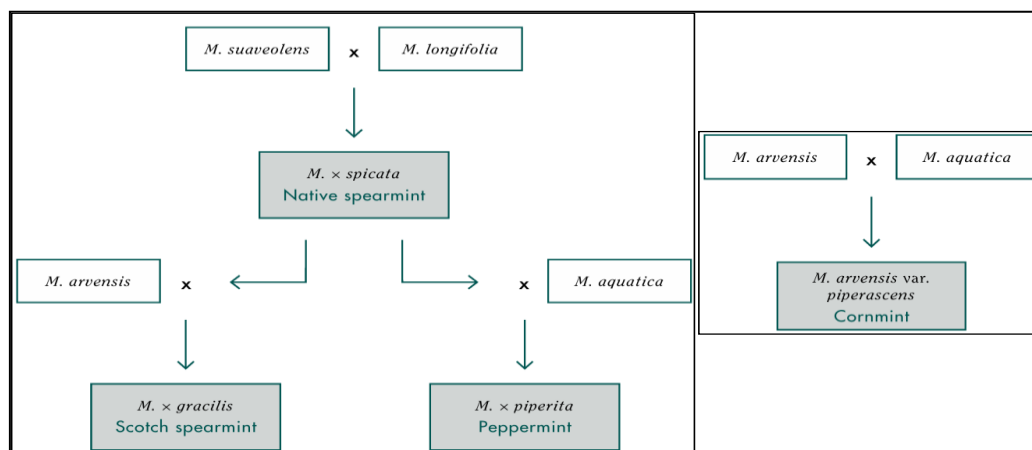 M. suaveolens x M. longifolia
M. × spicata
Native spearmint
M. arvensis x
x M. aquatica
M. × gracilis
Scotch spearmint
M. × piperita
Peppermint
M. arvensis x M. aquatica
M. arvensis var.
piperascens
Cornmint